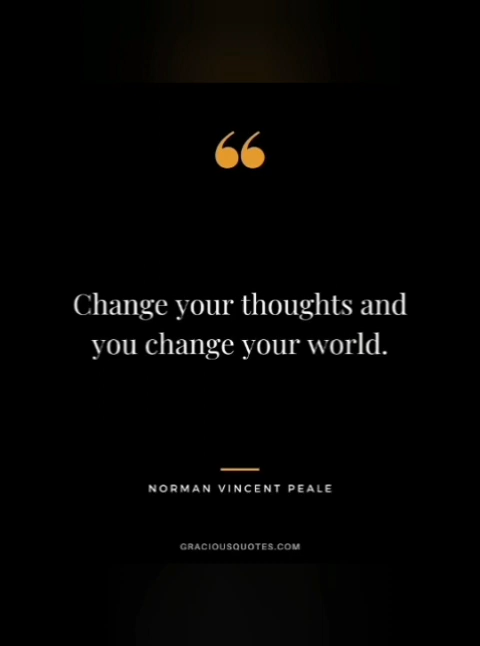 “
Change your thoughts and
you change your world.
NORMAN VINCENT PEALE
GRACIOUSQUOTES.COM